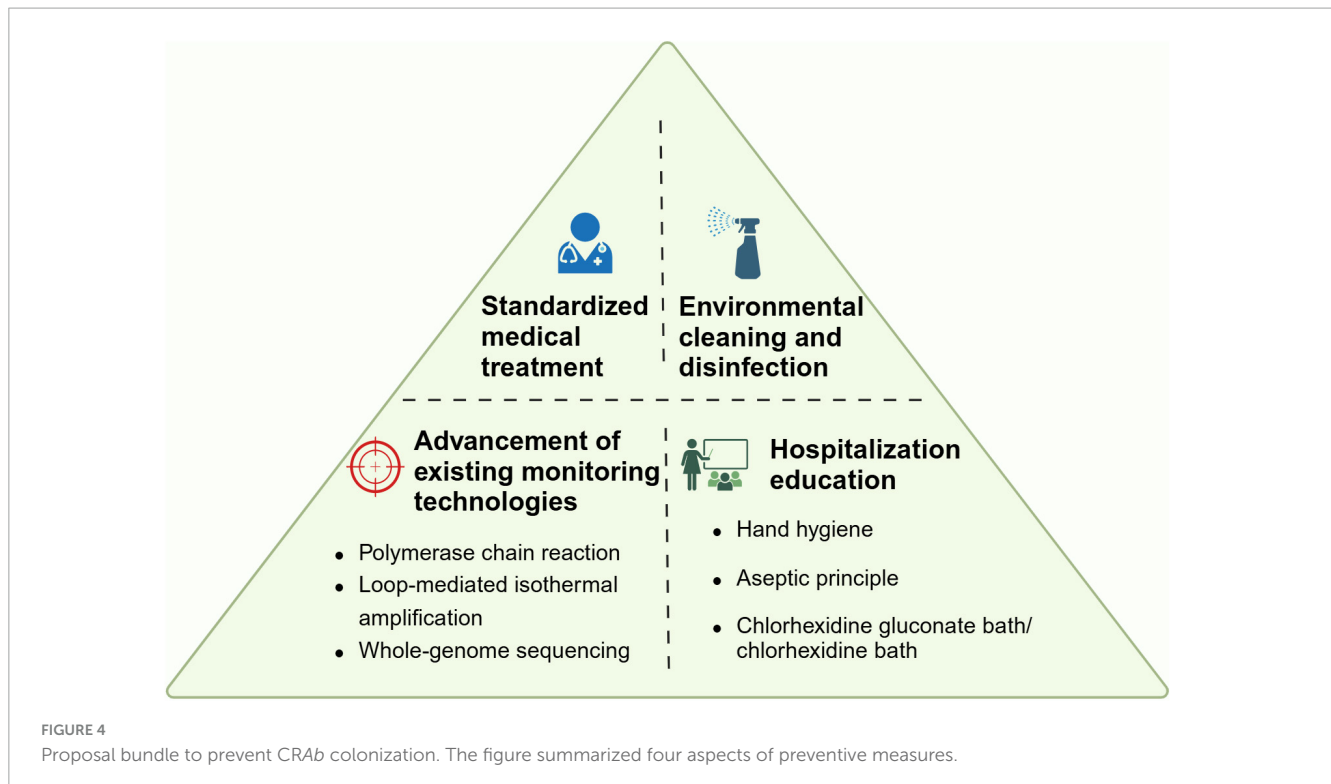 Standardized
medical
treatment
Environmental
cleaning and
disinfection
Advancement of
existing monitoring
technologies
• Polymerase chain reaction
• Loop-mediated isothermal
amplification
• Whole-genome sequencing
Hospitalization
education
• Hand hygiene
• Aseptic principle
• Chlorhexidine gluconate bath/
chlorhexidine bath
FIGURE 4
Proposal bundle to prevent CRAb colonization. The figure summarized four aspects of preventive measures.